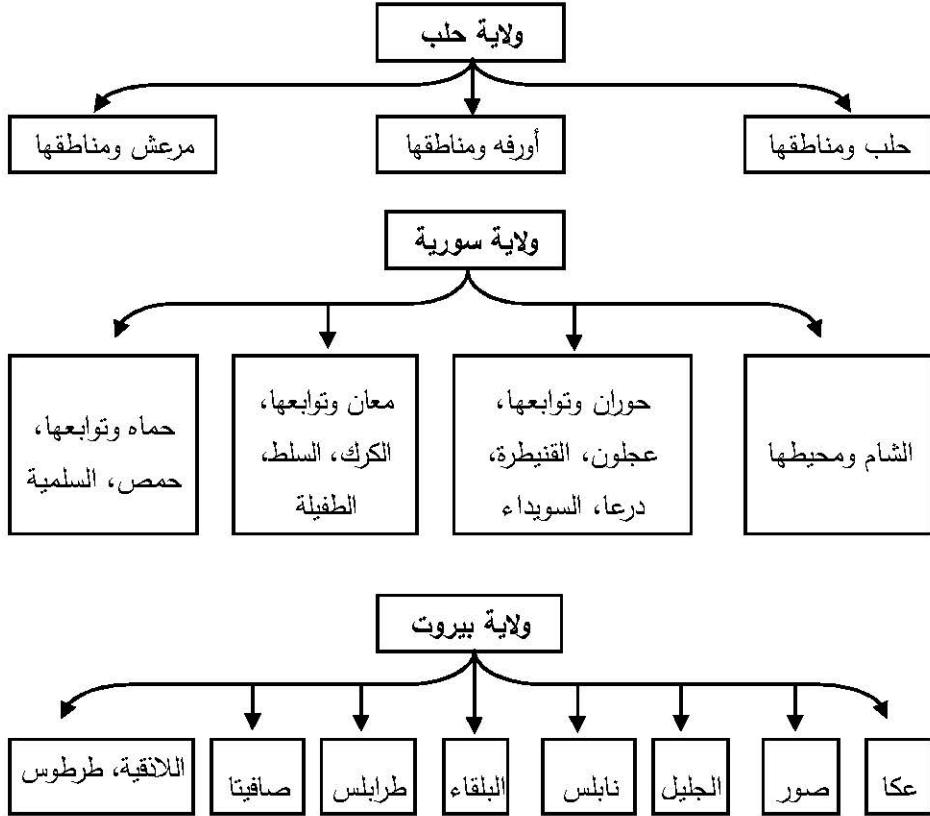 ولاية حلب
حلب ومناطقها
أورفه ومناطقها
مرعش ومناطقها
ولاية سورية
الشام ومحيطها
حوران وتوابعها،
عجلون، القنيطرة،
درعا، السويداء
معان وتوابعها،
الكرك، السلط،
الطفيلة
حماه وتوابعها،
حمص، السلمية
ولاية بيروت
عكا
صور
الجليل
نابلس
البلقاء
طرابلس
صافيتا
اللاذقية، طرطوس